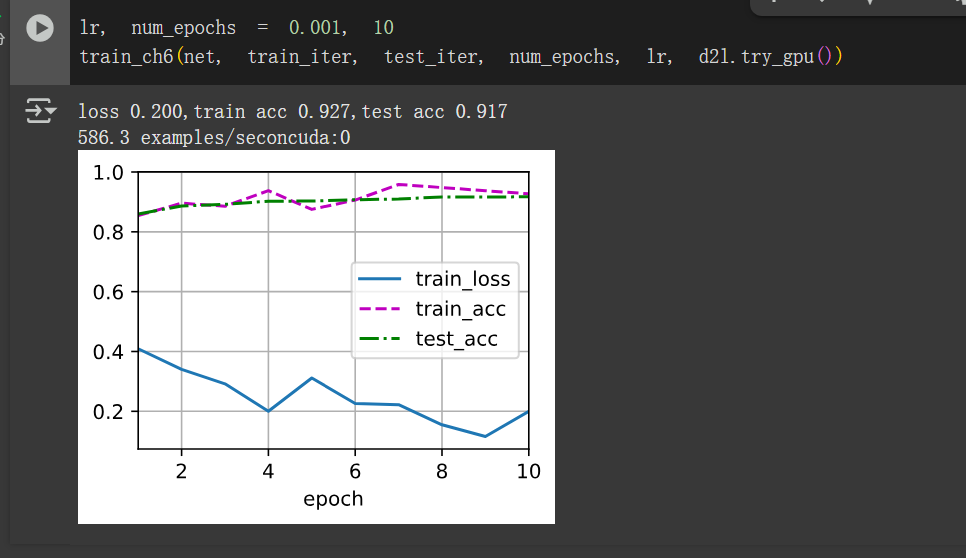 lr, num_epochs = 0.001, 10
train_ch6(net, train_iter, test_iter, num_epochs, lr, d2l.try_gpu())
loss 0.200,train acc 0.927,test acc 0.917
586.3 examples/seconcuda:0
1.0
0.8
0.6
0.4
0.2
train_loss
train_acc
test_acc
2 4 6 8 10
epoch